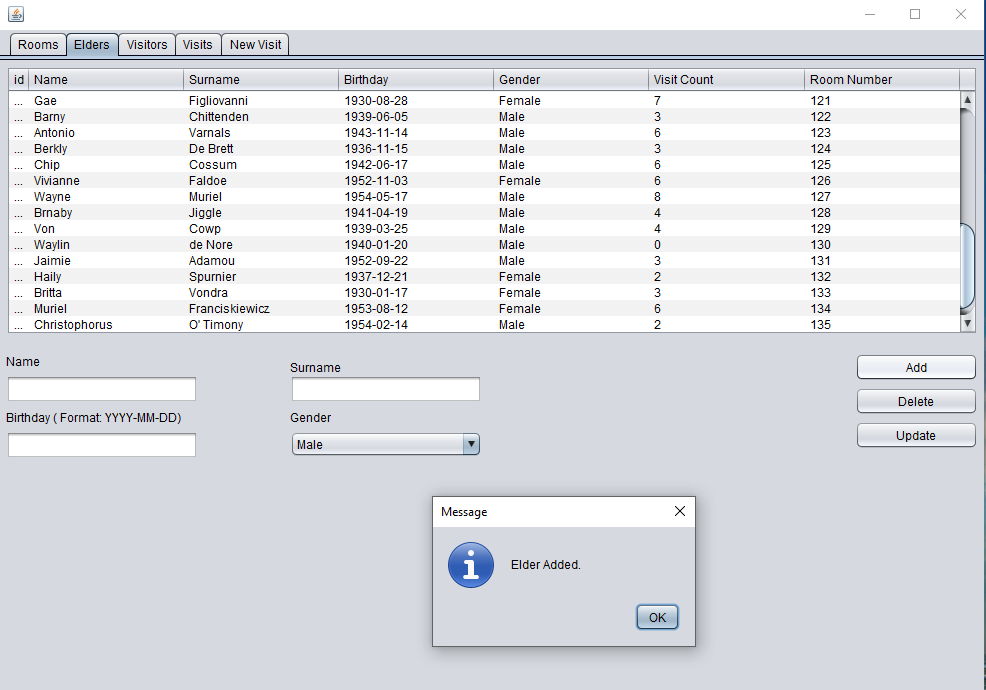 Rooms Elders Visitors Visits New Visit
id Name Surname Birthday Gender Visit Count Room Number
... Gae Figliovanni 1930-08-28 Female 7 121
... Barny Chittenden 1939-06-05 Male 3 122
... Antonio Varnals 1943-11-14 Male 6 123
... Berkly De Brett 1936-11-15 Male 3 124
... Chip Cossum 1942-06-17 Male 6 125
... Vivianne Faldoe 1952-11-03 Female 6 126
... Wayne Muriel 1954-05-17 Male 8 127
... Brnaby Jiggle 1941-04-19 Male 4 128
... Von Cowp 1939-03-25 Male 4 129
... Waylin de Nore 1940-01-20 Male 0 130
... Jaimie Adamou 1952-09-22 Male 3 131
... Haily Spurnier 1937-12-21 Female 2 132
... Britta Vondra 1930-01-17 Female 3 133
... Muriel Franciskiewicz 1953-08-12 Female 6 134
... Christophorus O' Timony 1954-02-14 Male 2 135
Name Surname Add
Delete
Birthday ( Format: YYYY-MM-DD) Gender
Male Update
Message
Elder Added.
OK